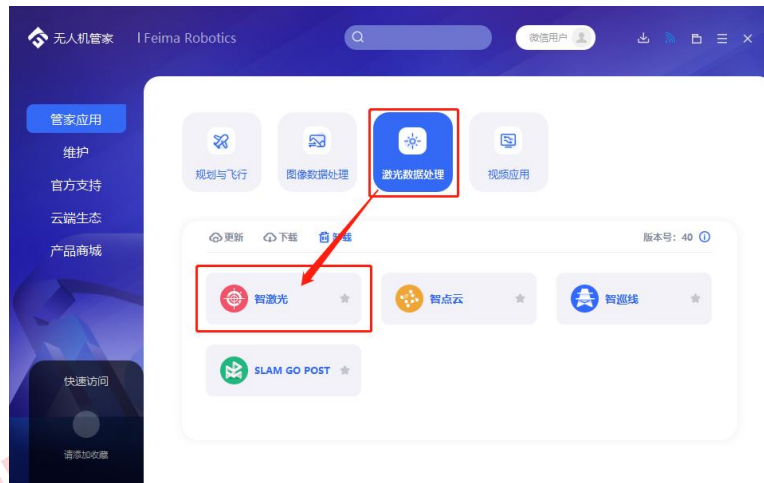 无人机管家 | Feima Robotics
微信用户
管家应用
维护
官方支持
云端生态
产品商城
规划与飞行
图像数据处理
激光数据处理
视频应用
更新
下载
卸载
版本号: 40
智激光
智点云
智巡线
SLAM GO POST
快速访问
请添加收藏